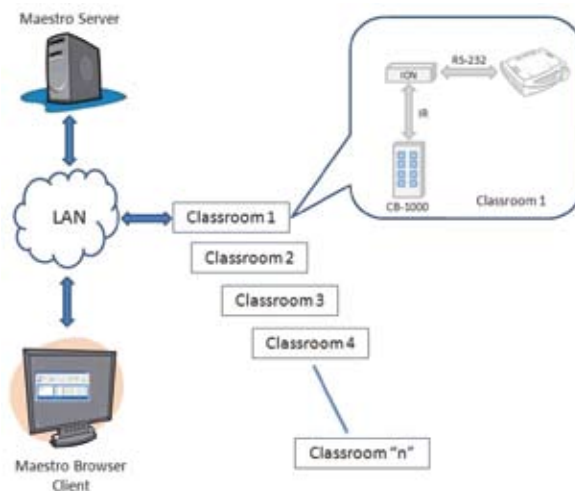 Maestro Server
RS-232
ION
IR
LAN
Classroom 1
CB-1000
Classroom 1
Classroom 2
Classroom 3
Classroom 4
Classroom "n"
Maestro Browser
Client